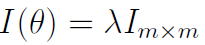 I(θ) = λI_{m×m}